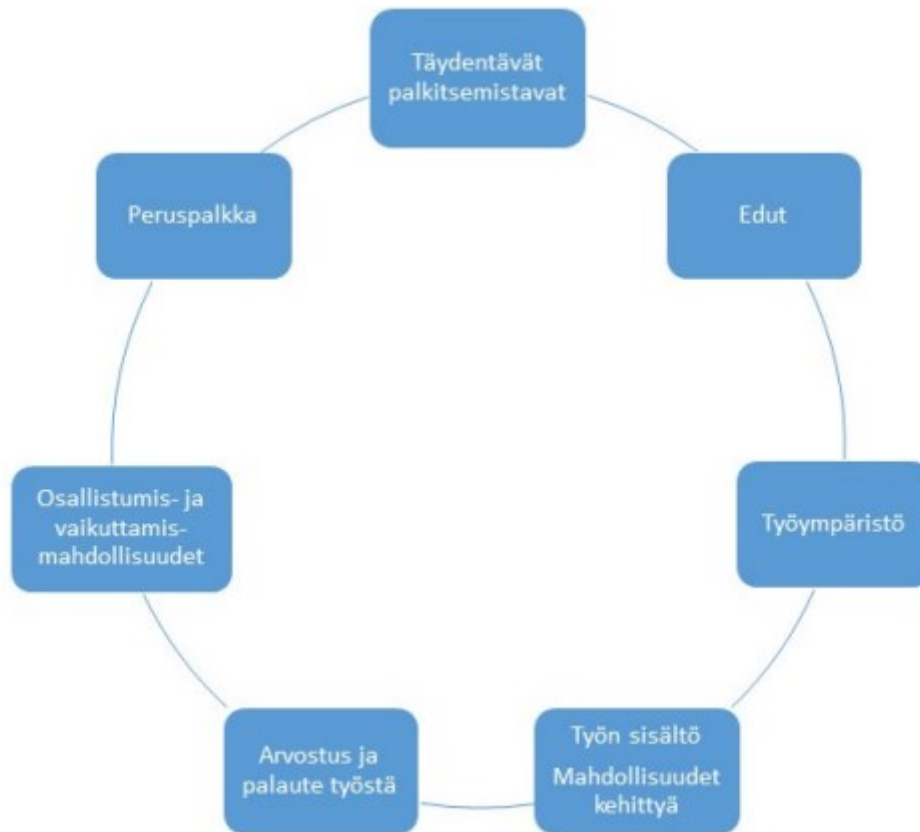 Täydentävät
palkitsemistavat
Edut
Työympäristö
Työn sisältö
Mahdollisuudet
kehittyä
Arvostus ja
palaute työstä
Osallistumis- ja
vaikuttamis-
mahdollisuudet
Peruspalkka